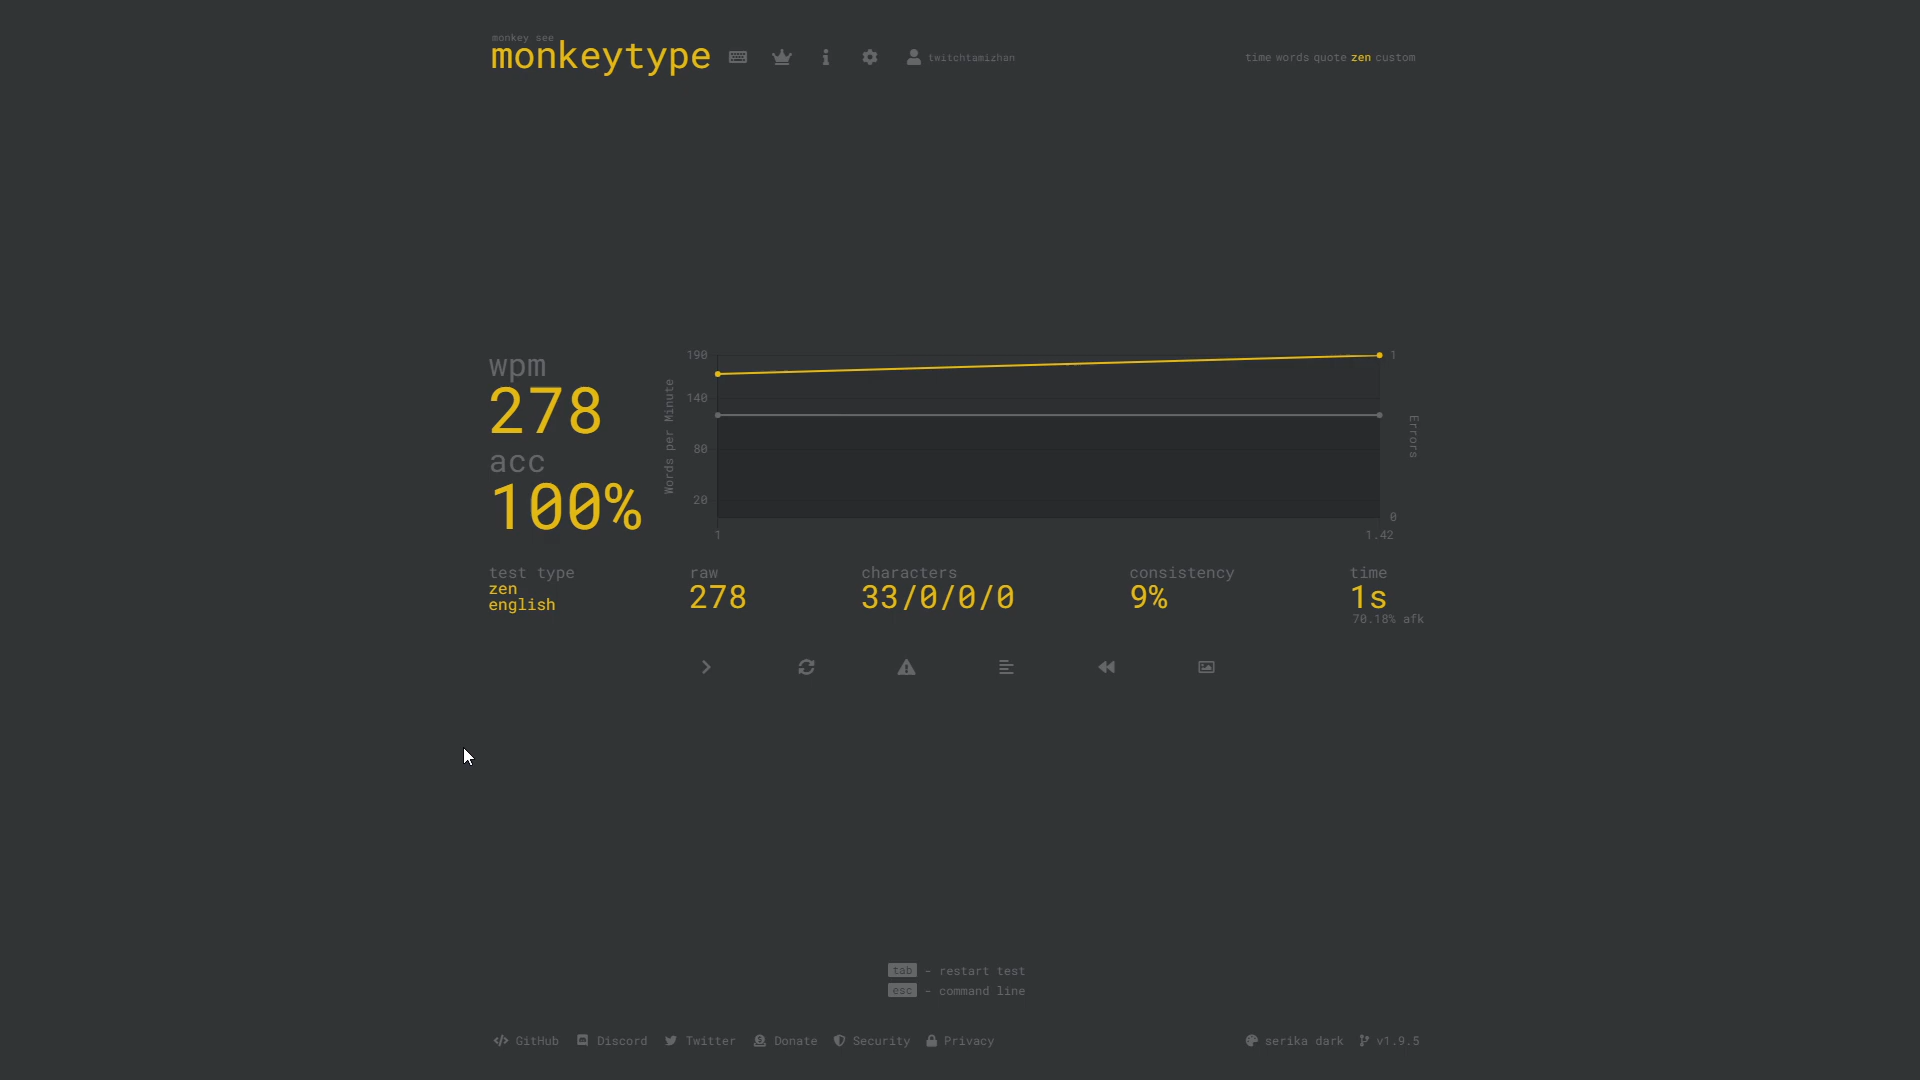 monkey see
monkeytype
twitchtamizhan
time words quote zen custom
wpm
278
acc
100%
Words per Minute
190
140
80
20
1
1.42
1
0
Errors
test type
zen
english
raw
278
characters
33/0/0/0
consistency
9%
time
1s
70.18% afk
tab - restart test
esc - command line
GitHub Discord Twitter Donate Security Privacy
serika dark v1.9.5